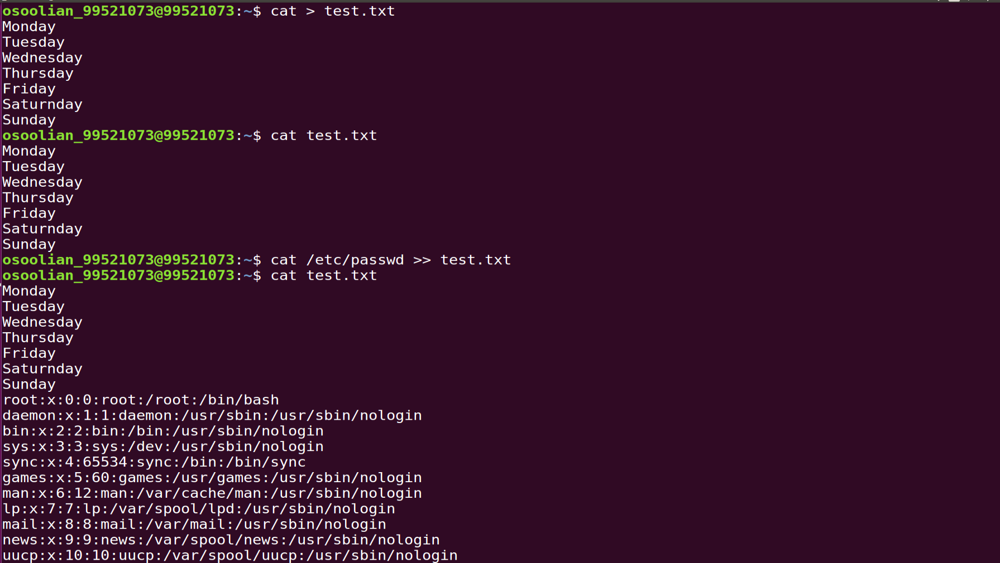 osoolian_99521073@99521073:~$ cat > test.txt
Monday
Tuesday
Wednesday
Thursday
Friday
Saturnday
Sunday
osoolian_99521073@99521073:~$ cat test.txt
Monday
Tuesday
Wednesday
Thursday
Friday
Saturnday
Sunday
osoolian_99521073@99521073:~$ cat /etc/passwd >> test.txt
osoolian_99521073@99521073:~$ cat test.txt
Monday
Tuesday
Wednesday
Thursday
Friday
Saturnday
Sunday
root:x:0:0:root:/root:/bin/bash
daemon:x:1:1:daemon:/usr/sbin:/usr/sbin/nologin
bin:x:2:2:bin:/bin:/usr/sbin/nologin
sys:x:3:3:sys:/dev:/usr/sbin/nologin
sync:x:4:65534:sync:/bin:/bin/sync
games:x:5:60:games:/usr/games:/usr/sbin/nologin
man:x:6:12:man:/var/cache/man:/usr/sbin/nologin
lp:x:7:7:lp:/var/spool/lpd:/usr/sbin/nologin
mail:x:8:8:mail:/var/mail:/usr/sbin/nologin
news:x:9:9:news:/var/spool/news:/usr/sbin/nologin
uucp:x:10:10:uucp:/var/spool/uucp:/usr/sbin/nologin